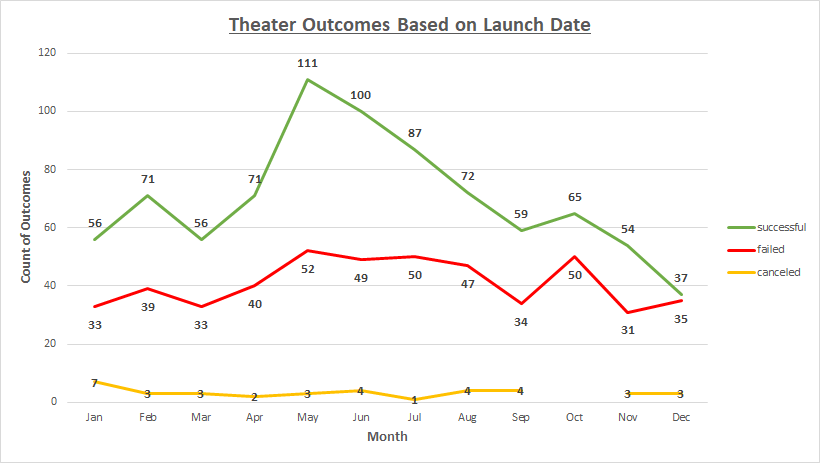 Theater Outcomes Based on Launch Date
120
100
80
60
40
20
0
Count of Outcomes
56 71 56 71 111 100 87 72 59 65 54 37
33 39 33 40 52 49 50 47 34 50 31 35
7 3 3 2 3 4 1 4 4 3 3
Jan Feb Mar Apr May Jun Jul Aug Sep Oct Nov Dec
Month
successful
failed
canceled